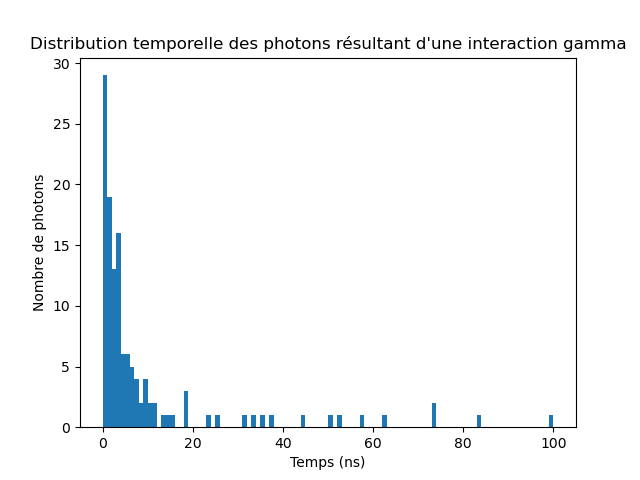 Distribution temporelle des photons résultant d'une interaction gamma
30
25
20
15
10
5
0
Nombre de photons
0 20 40 60 80 100
Temps (ns)